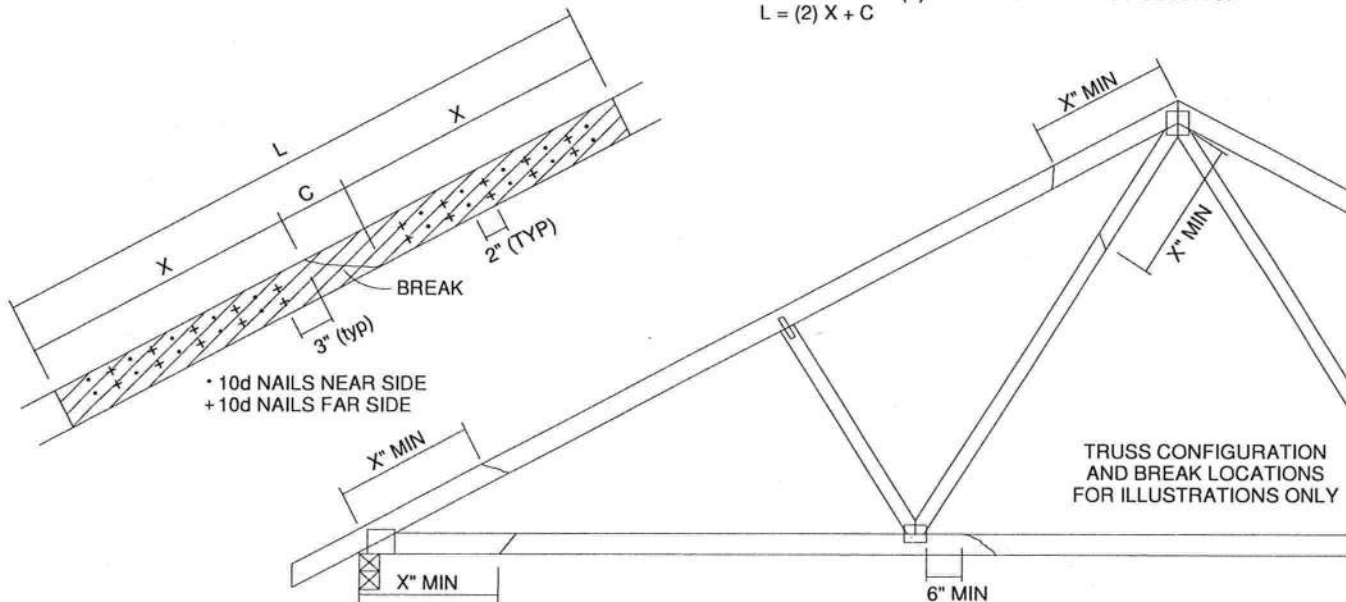 L = (2) X + C
X" MIN
L
X
C
X
2" (TYP)
X" MIN
BREAK
3" (typ)
• 10d NAILS NEAR SIDE
+ 10d NAILS FAR SIDE
X" MIN
TRUSS CONFIGURATION
AND BREAK LOCATIONS
FOR ILLUSTRATIONS ONLY
X" MIN
6" MIN